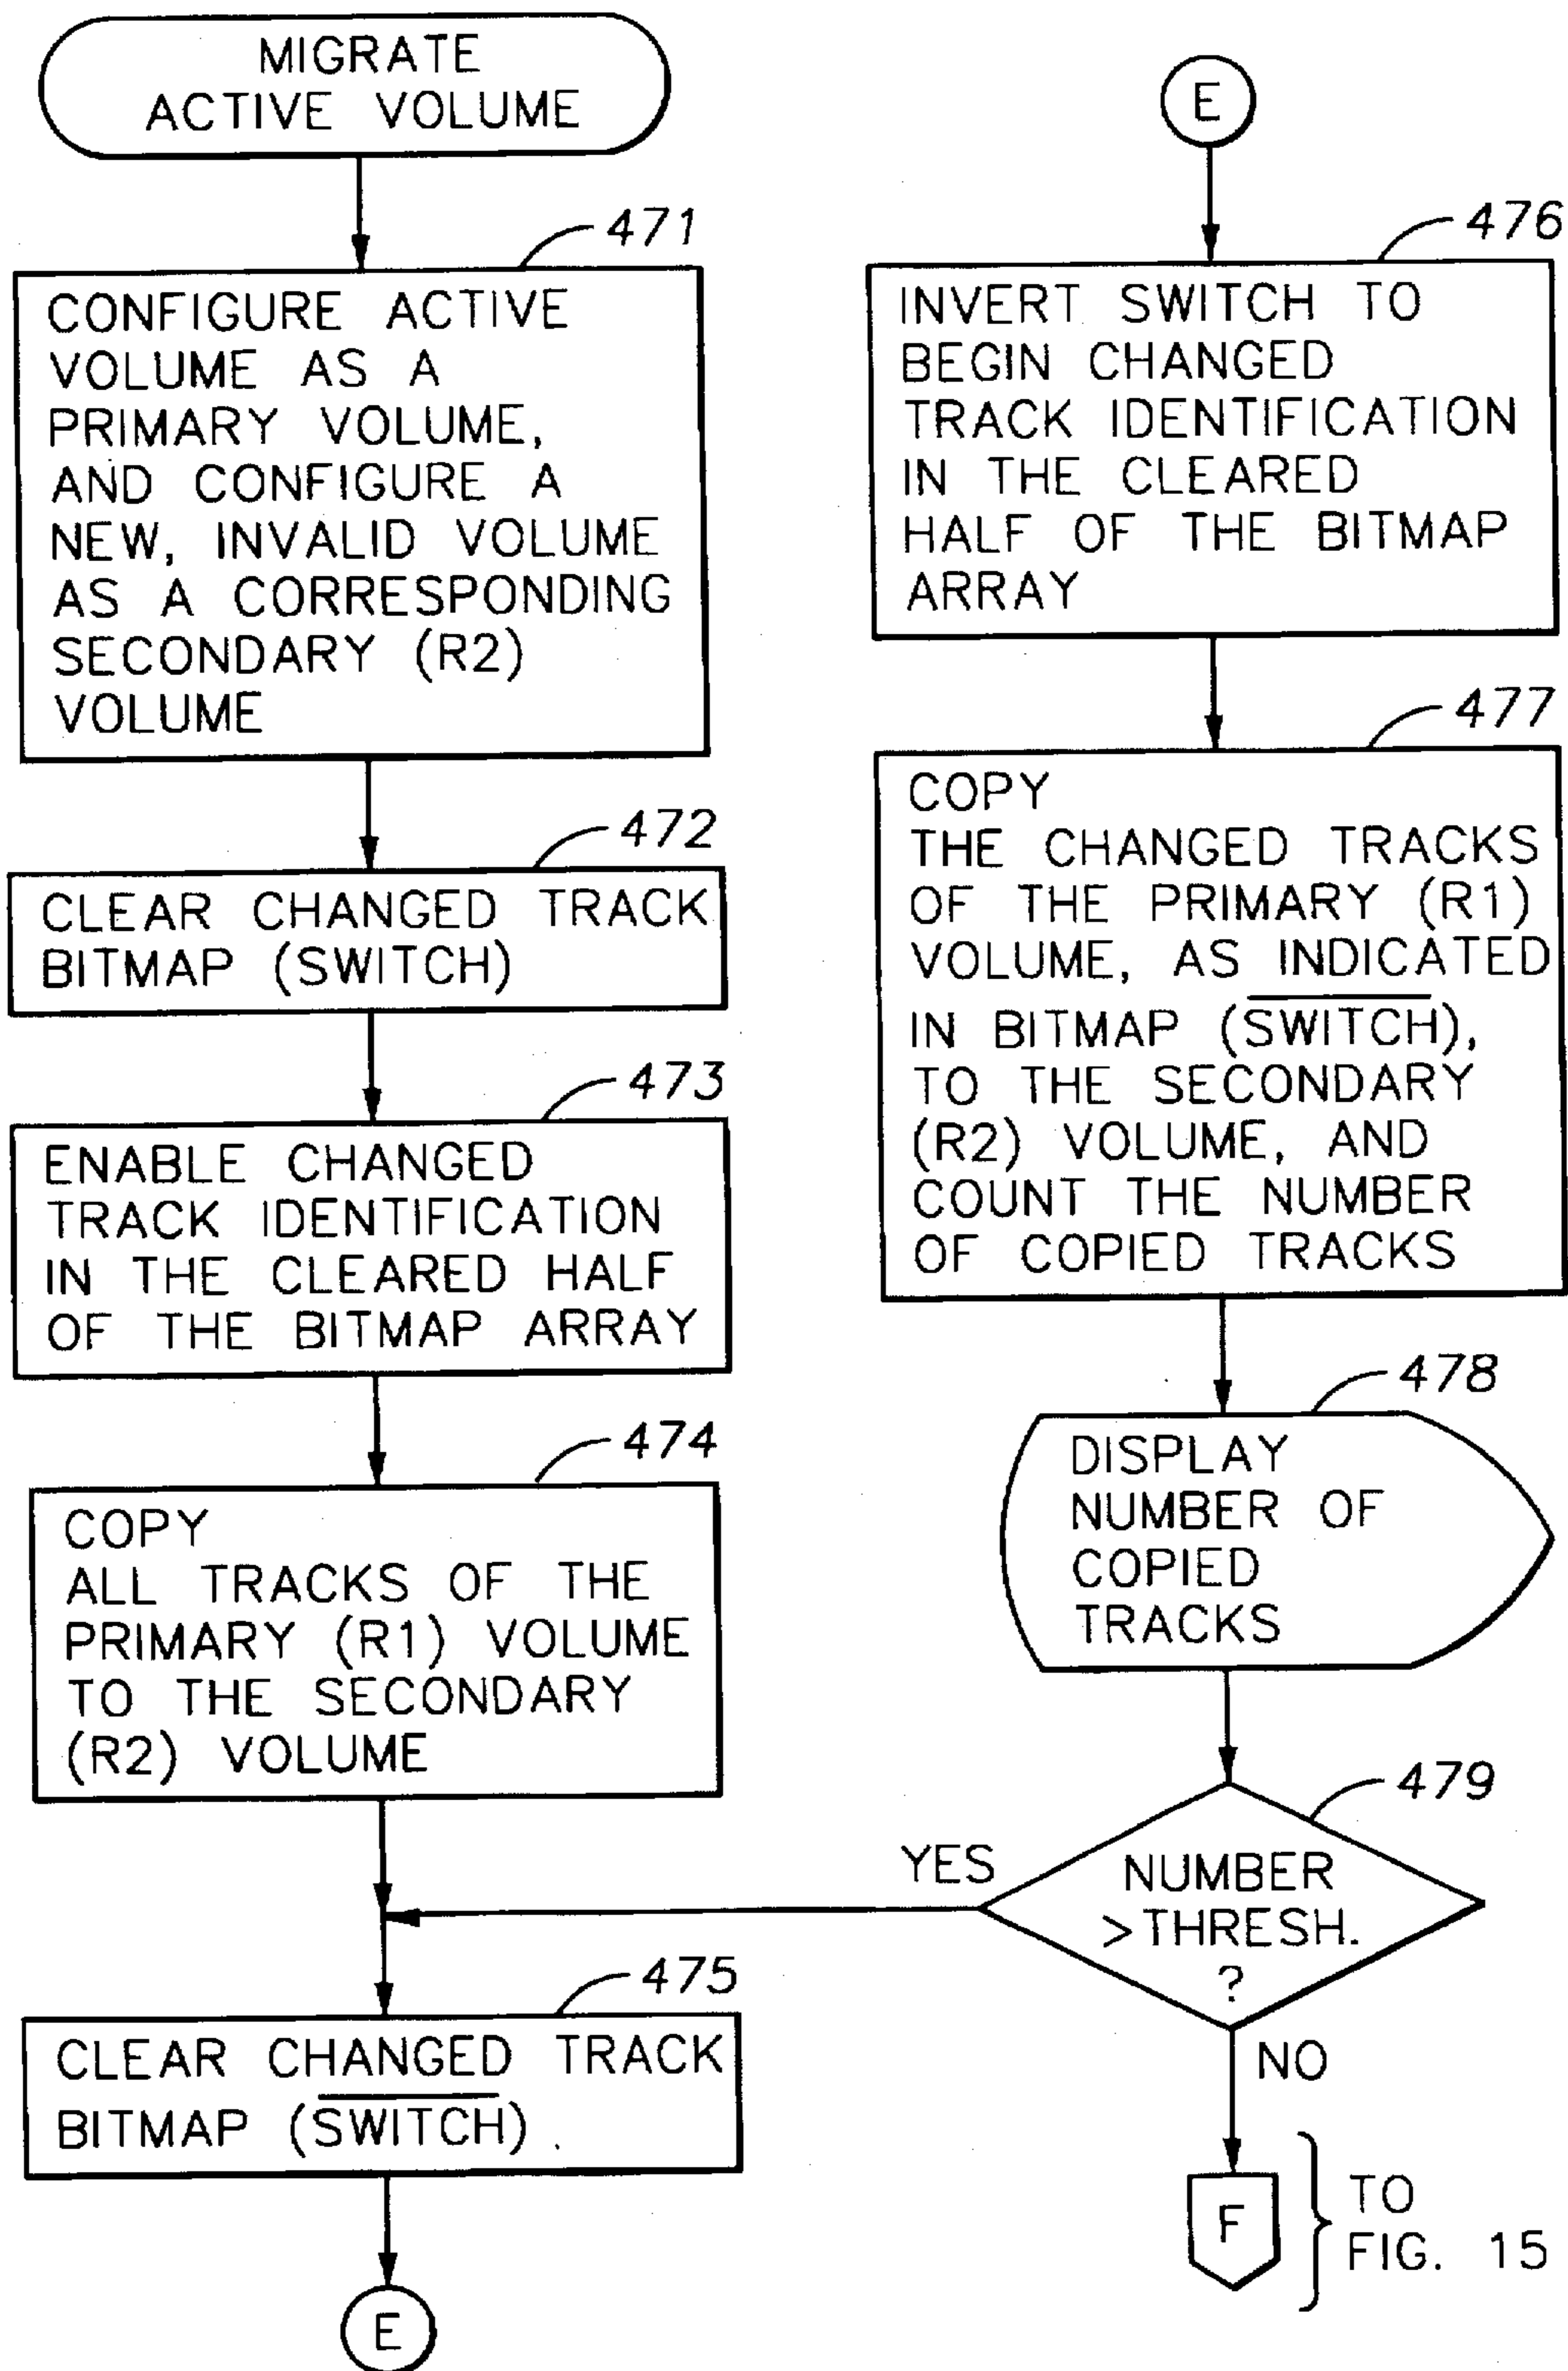 MIGRATE
ACTIVE VOLUME
471
CONFIGURE ACTIVE
VOLUME AS A
PRIMARY VOLUME,
AND CONFIGURE A
NEW, INVALID VOLUME
AS A CORRESPONDING
SECONDARY (R2)
VOLUME
472
CLEAR CHANGED TRACK
BITMAP (SWITCH)
473
ENABLE CHANGED
TRACK IDENTIFICATION
IN THE CLEARED HALF
OF THE BITMAP ARRAY
474
COPY
ALL TRACKS OF THE
PRIMARY (R1) VOLUME
TO THE SECONDARY
(R2) VOLUME
475
CLEAR CHANGED TRACK
BITMAP (S̅W̅I̅T̅C̅H̅)
E
E
476
INVERT SWITCH TO
BEGIN CHANGED
TRACK IDENTIFICATION
IN THE CLEARED
HALF OF THE BITMAP
ARRAY
477
COPY
THE CHANGED TRACKS
OF THE PRIMARY (R1)
VOLUME, AS INDICATED
IN BITMAP (S̅W̅I̅T̅C̅H̅),
TO THE SECONDARY
(R2) VOLUME, AND
COUNT THE NUMBER
OF COPIED TRACKS
478
DISPLAY
NUMBER OF
COPIED
TRACKS
479
YES
NUMBER
>THRESH.
?
NO
F
TO
FIG. 15